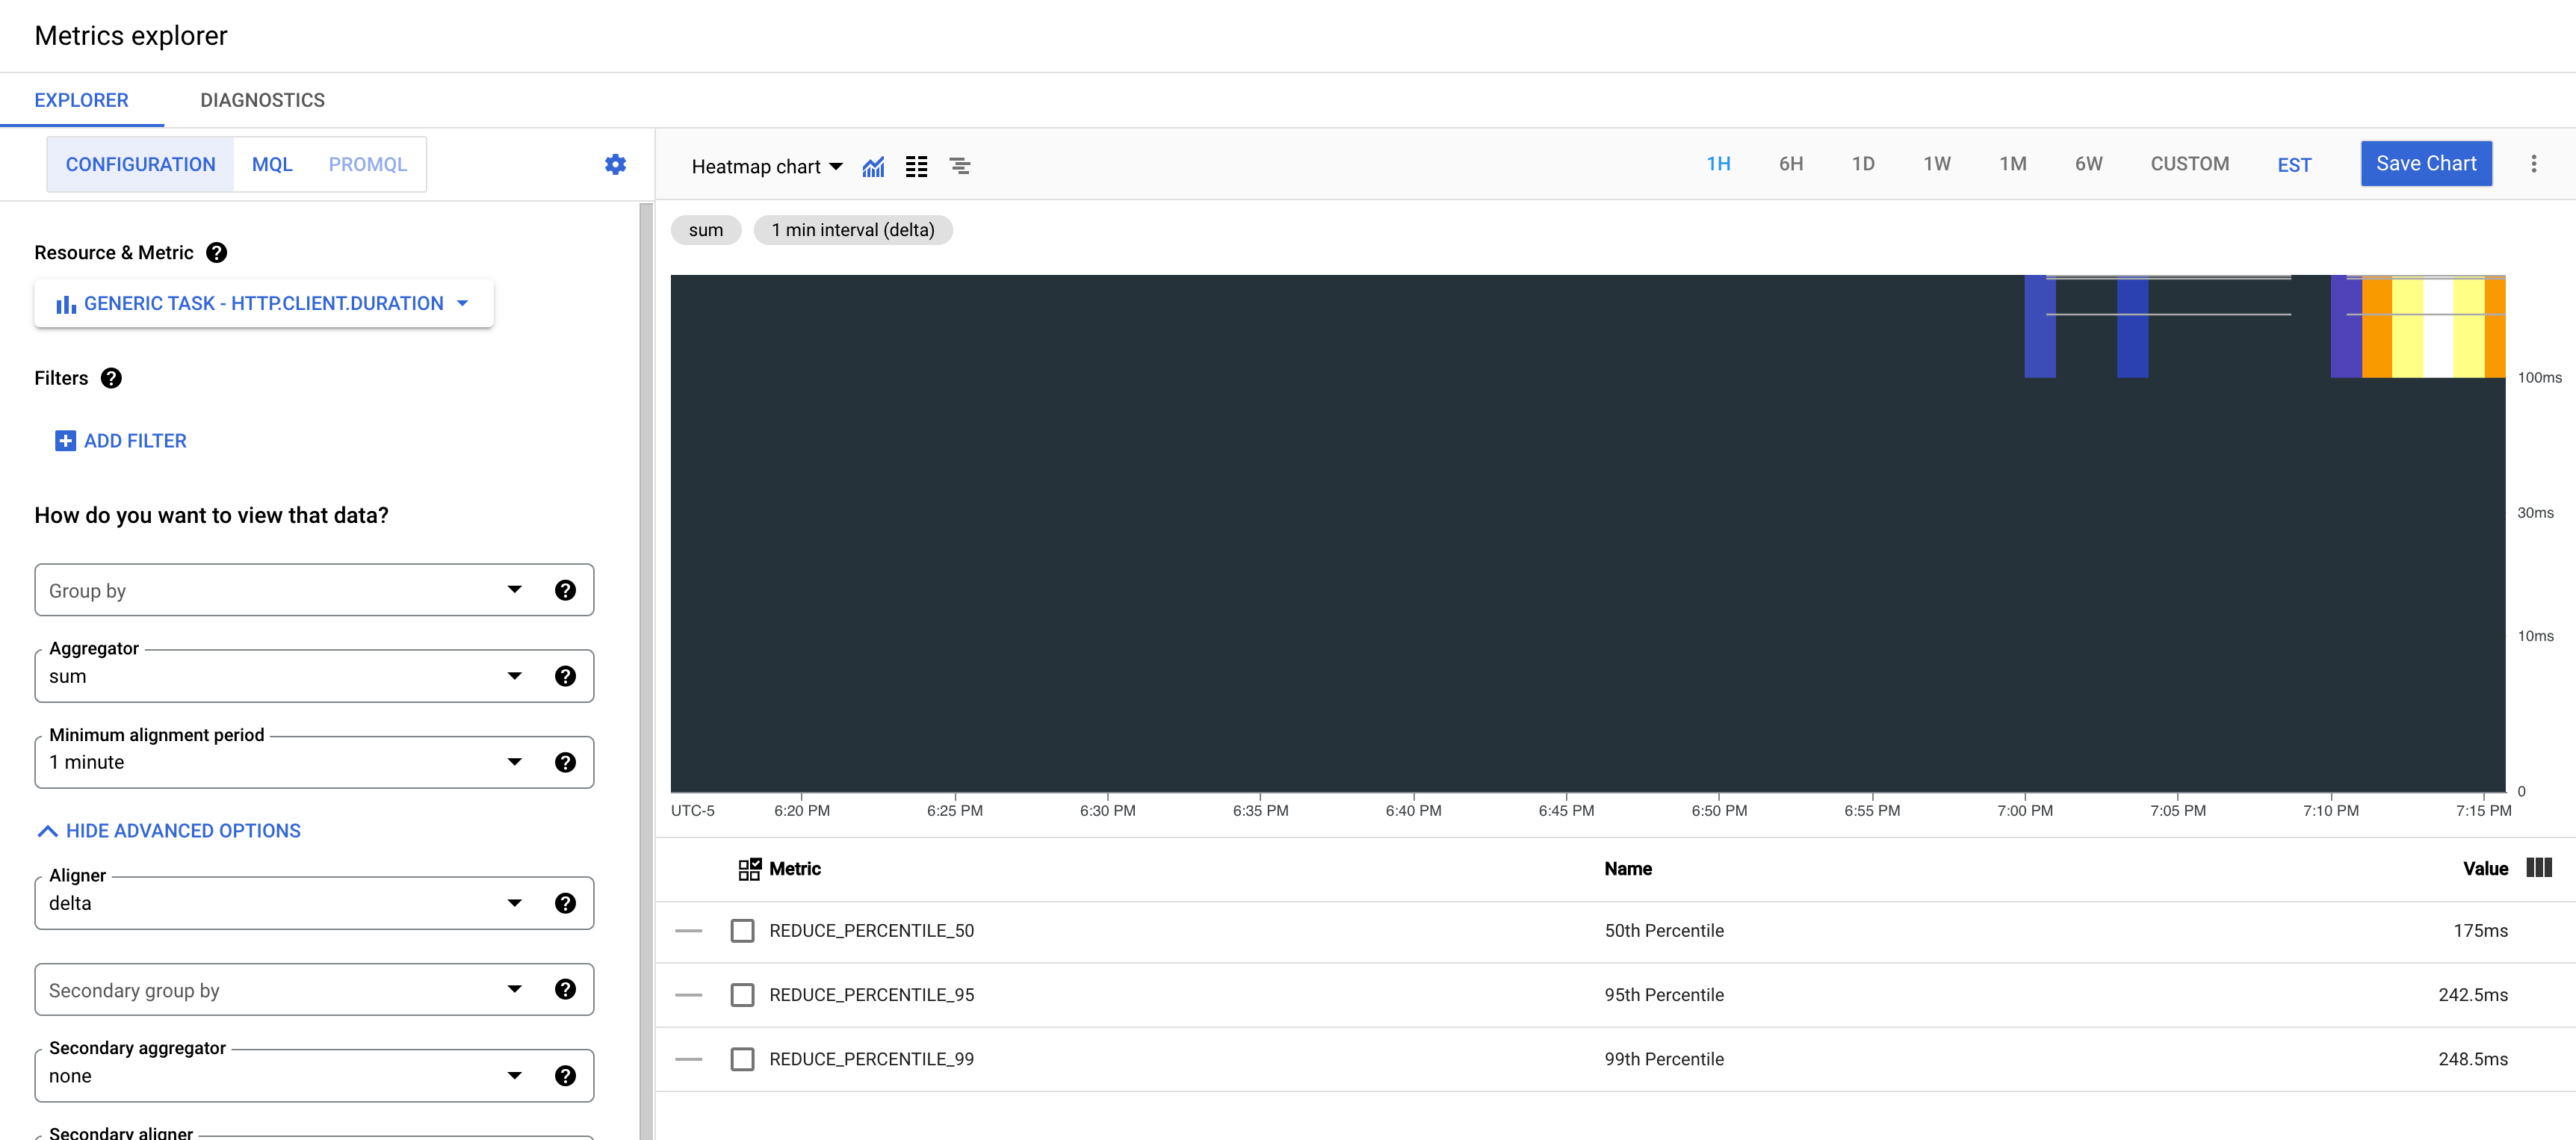 Metrics explorer
EXPLORER
DIAGNOSTICS
CONFIGURATION
MQL
PROMQL
Resource & Metric
GENERIC TASK - HTTP.CLIENT.DURATION
Filters
ADD FILTER
How do you want to view that data?
Group by
Aggregator
sum
Minimum alignment period
1 minute
HIDE ADVANCED OPTIONS
Aligner
delta
Secondary group by
Secondary aggregator
none
Secondary aligner
Heatmap chart
1H
6H
1D
1W
1M
6W
CUSTOM
EST
Save Chart
sum
1 min interval (delta)
100ms
30ms
10ms
0
UTC-5
6:20 PM
6:25 PM
6:30 PM
6:35 PM
6:40 PM
6:45 PM
6:50 PM
6:55 PM
7:00 PM
7:05 PM
7:10 PM
7:15 PM
Metric Name Value
REDUCE_PERCENTILE_50 50th Percentile 175ms
REDUCE_PERCENTILE_95 95th Percentile 242.5ms
REDUCE_PERCENTILE_99 99th Percentile 248.5ms